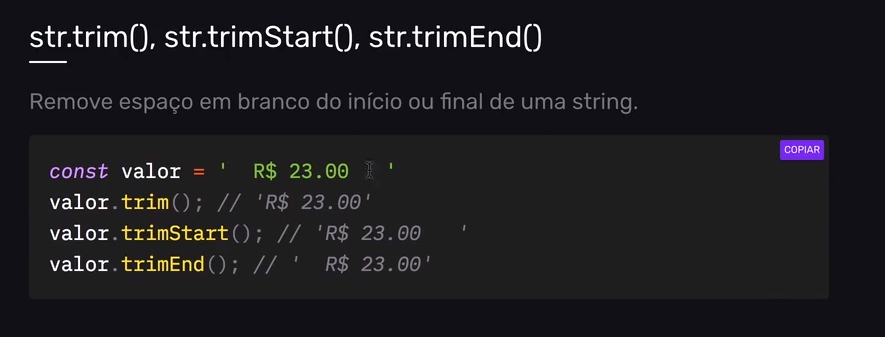 str.trim(), str.trimStart(), str.trimEnd()
Remove espaço em branco do início ou final de uma string.
COPIAR
const valor = '  R$ 23.00   '
valor.trim(); // 'R$ 23.00'
valor.trimStart(); // 'R$ 23.00   '
valor.trimEnd(); // '  R$ 23.00'